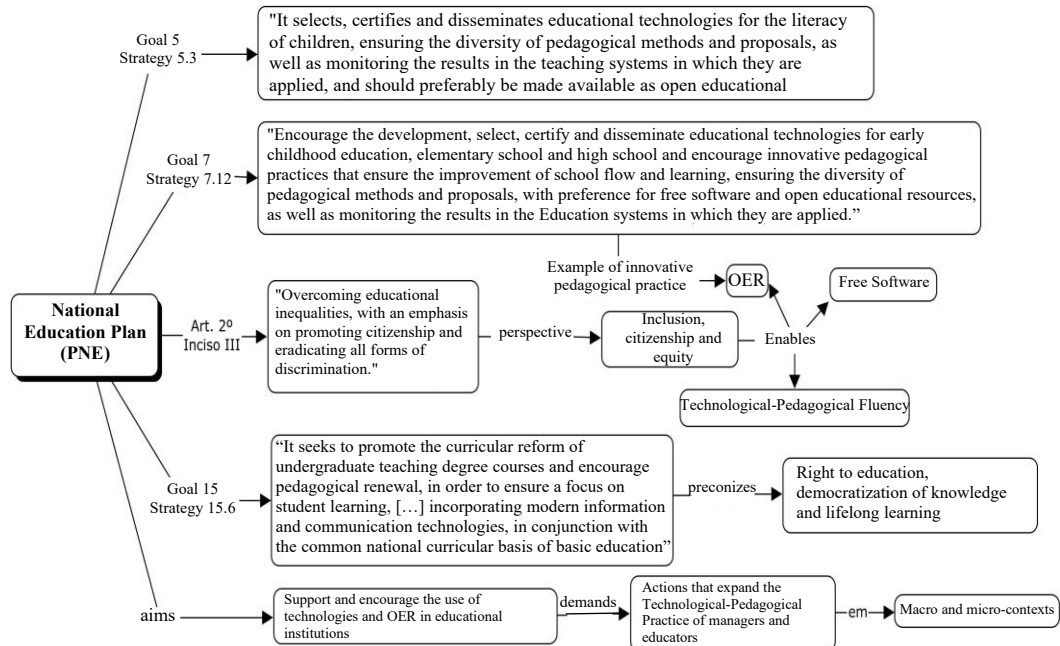 Goal 5
Strategy 5.3
"It selects, certifies and disseminates educational technologies for the literacy
of children, ensuring the diversity of pedagogical methods and proposals, as
well as monitoring the results in the teaching systems in which they are
applied, and should preferably be made available as open educational
Goal 7
Strategy 7.12
"Encourage the development, select, certify and disseminate educational technologies for early
childhood education, elementary school and high school and encourage innovative pedagogical
practices that ensure the improvement of school flow and learning, ensuring the diversity of
pedagogical methods and proposals, with preference for free software and open educational resources,
as well as monitoring the results in the Education systems in which they are applied.”
Example of innovative
pedagogical practice
OER
Free Software
National
Education Plan
(PNE)
Art. 2º
Inciso III
"Overcoming educational
inequalities, with an emphasis
on promoting citizenship and
eradicating all forms of
discrimination."
perspective
Inclusion,
citizenship and
equity
Enables
Technological-Pedagogical Fluency
Goal 15
Strategy 15.6
“It seeks to promote the curricular reform of
undergraduate teaching degree courses and encourage
pedagogical renewal, in order to ensure a focus on
student learning, […] incorporating modern information
and communication technologies, in conjunction with
the common national curricular basis of basic education”
preconizes
Right to education,
democratization of knowledge
and lifelong learning
aims
Support and encourage the use of
technologies and OER in educational
institutions
demands
Actions that expand the
Technological-Pedagogical
Practice of managers and
educators
em
Macro and micro-contexts